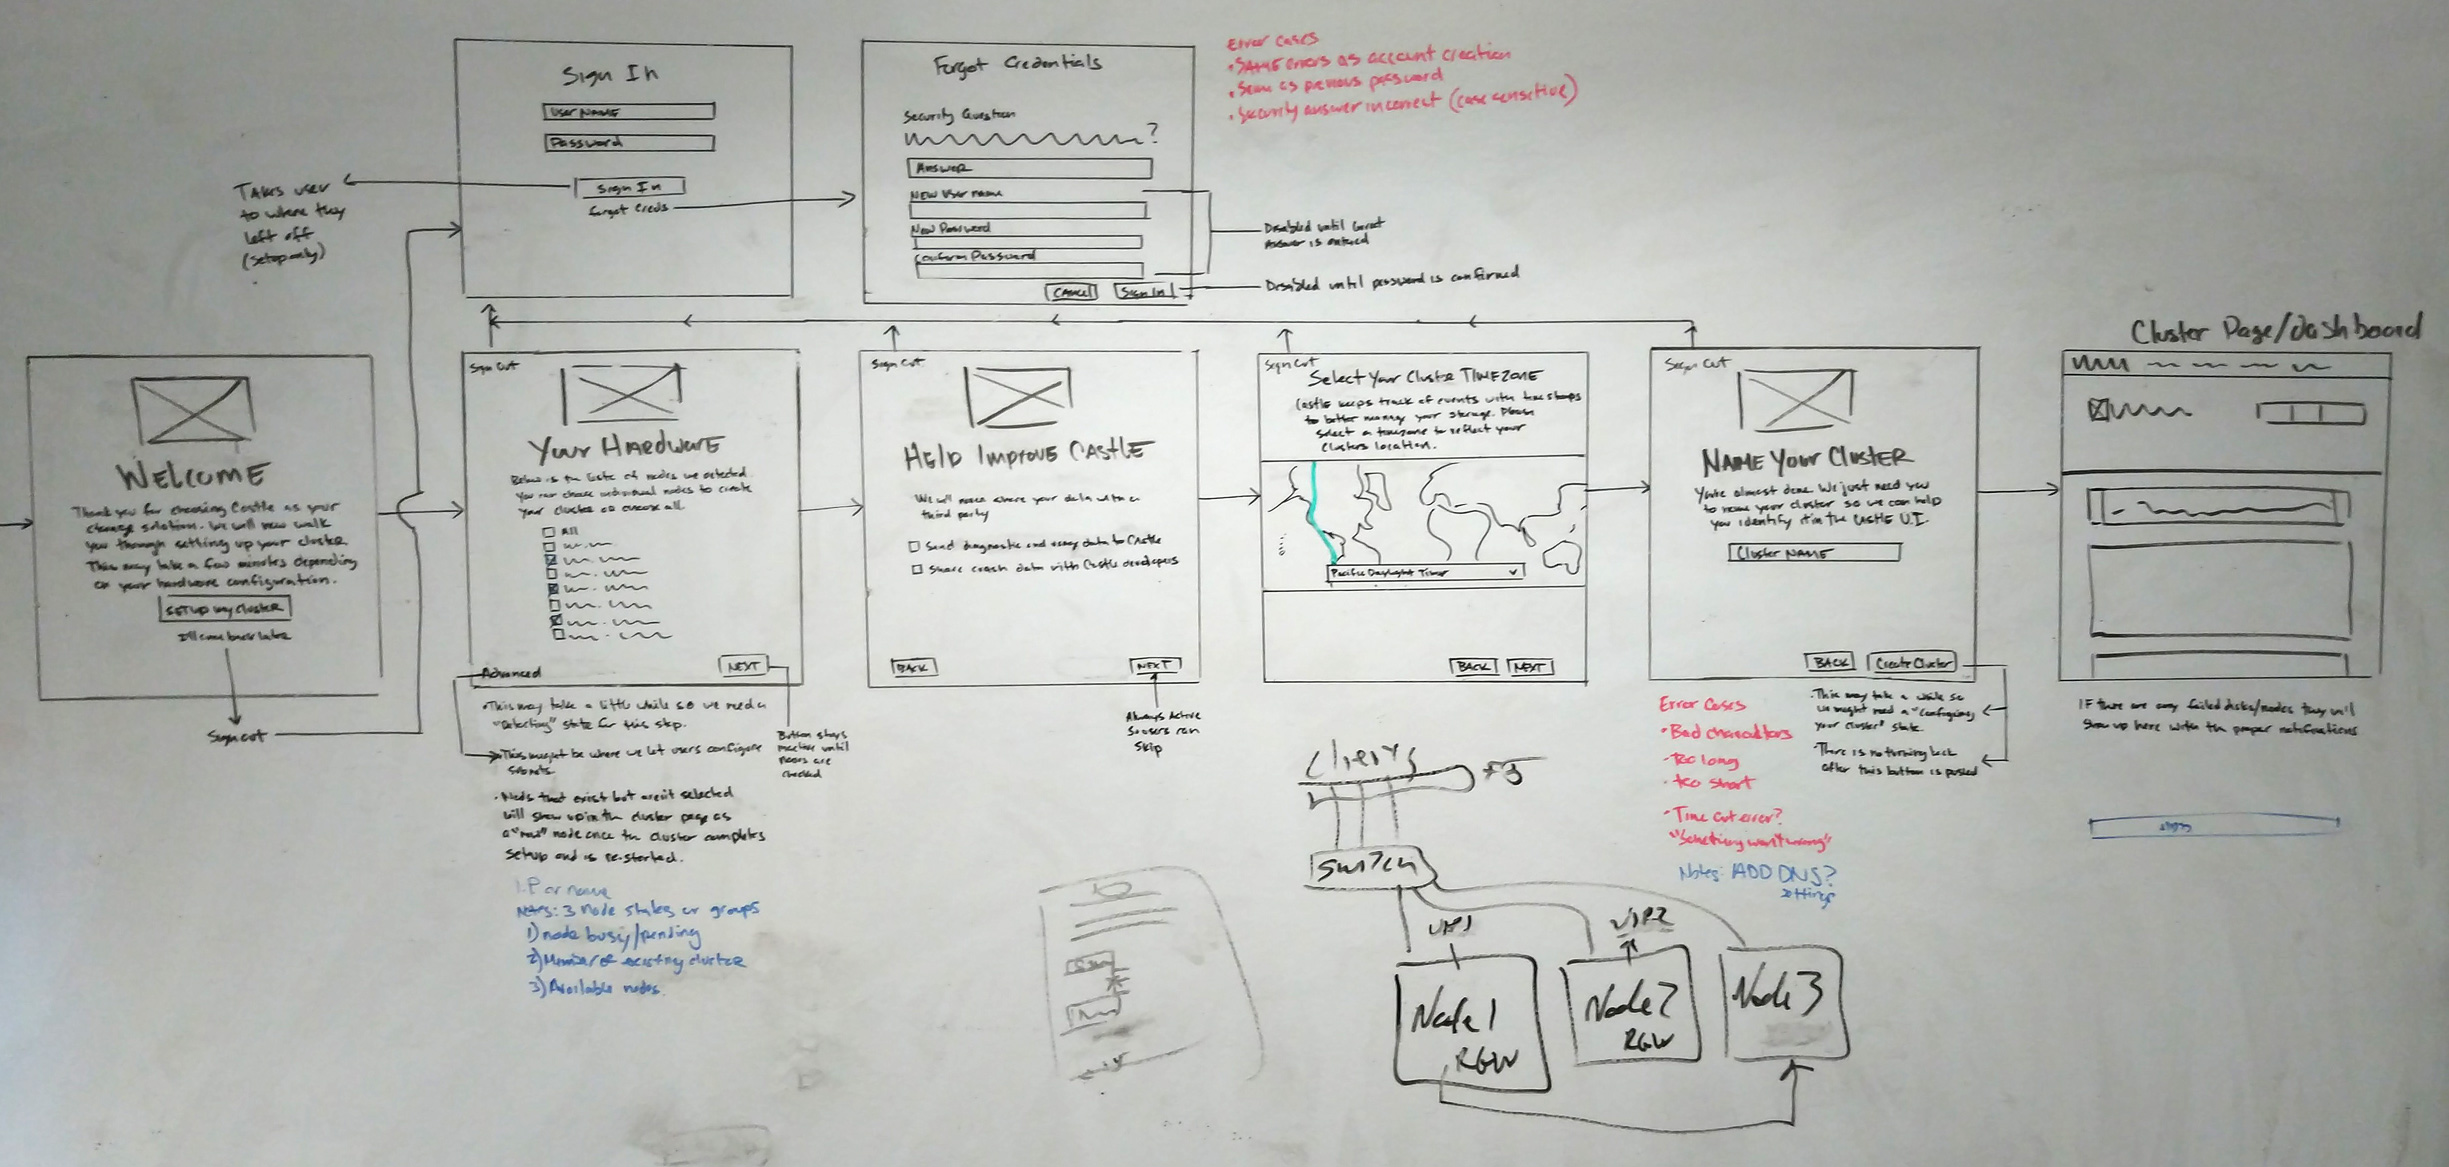 Sign In
User NAME
Password
Sign In
forgot Creds
Takes user
to where they
left off
(setup only)
Forgot Credentials
Security Question
?
Answer
New User name
New Password
Confirm Password
Cancel
Sign In
Error Cases
• SAME errors as account creation
• Same as previous password
• Security answer incorrect (case sensitive)
Disabled until correct
Answer is entered
Disabled until password is confirmed
WELCOME
Thank you for choosing Castle as your
storage solution. We will now walk
you through setting up your cluster
This may take a few minutes depending
on your hardware configuration.
SETUP my cluster
I'll come back later
Sign out
Sign Out
Your HARDWARE
Below is the list of nodes we detected
You can choose individual nodes to create
your cluster or choose all.
All
Advanced
NEXT
• This may take a little while so we need a
"Detecting" state for this step.
• This might be where we let users configure
subnets.
• Nodes that exist but aren't selected
will show up in the cluster page as
a "new" node once the cluster completes
setup and is re-started.
Button stays
inactive until
nodes are
checked
I.P or name
Notes: 3 node states or groups
1) node busy/pending
2) Member of existing cluster
3) Available nodes.
Sign Out
HELP IMPROVE CASTLE
We will never share your data with a
third party
Send diagnostic and usage data to Castle
Share crash data with Castle developers
BACK
NEXT
Always Active
so users can
Skip
Sign Out
Select Your Cluster TIMEZONE
Castle keeps track of events with time stamps
to better manage your storage. Please
select a timezone to reflect your
Clusters location.
Pacific Daylight Time
BACK
NEXT
Sign Out
NAME YOUR CLUSTER
You're almost done. We just need you
to name your cluster so we can help
you identify it in the CASTLE U.I.
Cluster NAME
BACK
Create Cluster
Error Cases
• Bad characters
• Too long
• too short
• Time out error?
"Something went wrong"
Notes: ADD DNS?
settings
• This may take a while so
we might need a "configuring
your cluster" state.
• There is no turning back
after this button is pushed
Cluster Page/dashboard
IF there are any failed disks/nodes they will
show up here with the proper notifications
Clients
Switch
VIP1
VIP2
Node 1
RGW
Node 2
RGW
Node 3